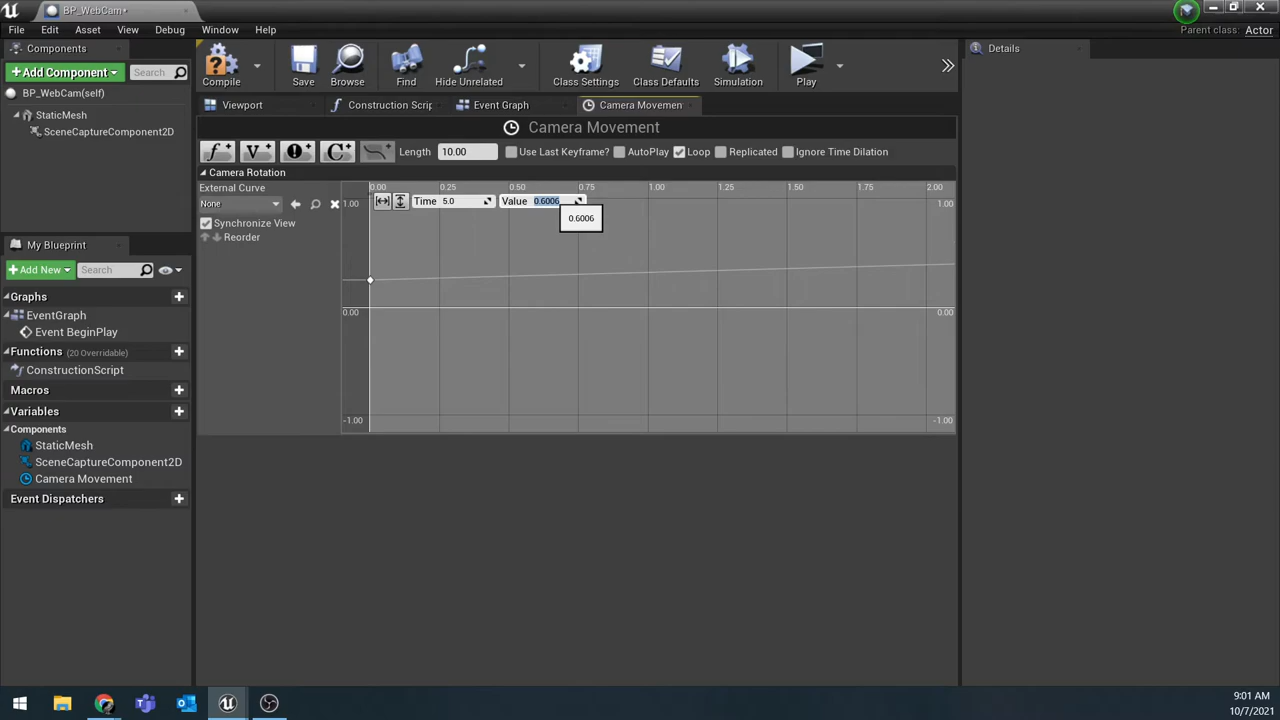 BP_WebCam*
File Edit Asset View Debug Window Help
Parent class: Actor
Components
Add Component Search
BP_WebCam(self)
StaticMesh
SceneCaptureComponent2D
My Blueprint
Add New Search
Graphs
EventGraph
Event BeginPlay
Functions (20 Overridable)
ConstructionScript
Macros
Variables
Components
StaticMesh
SceneCaptureComponent2D
Camera Movement
Event Dispatchers
Compile Save Browse Find Hide Unrelated Class Settings Class Defaults Simulation Play
Viewport Construction Scrip Event Graph Camera Movemen
Camera Movement
Length 10.00 Use Last Keyframe? AutoPlay Loop Replicated Ignore Time Dilation
Camera Rotation
External Curve
None
Synchronize View
Reorder
0.00 0.25 0.50 0.75 1.00 1.25 1.50 1.75 2.00
Time 5.0 Value 0.6006
0.6006
1.00 1.00
0.00 0.00
-1.00 -1.00
Details
9:01 AM
10/7/2021